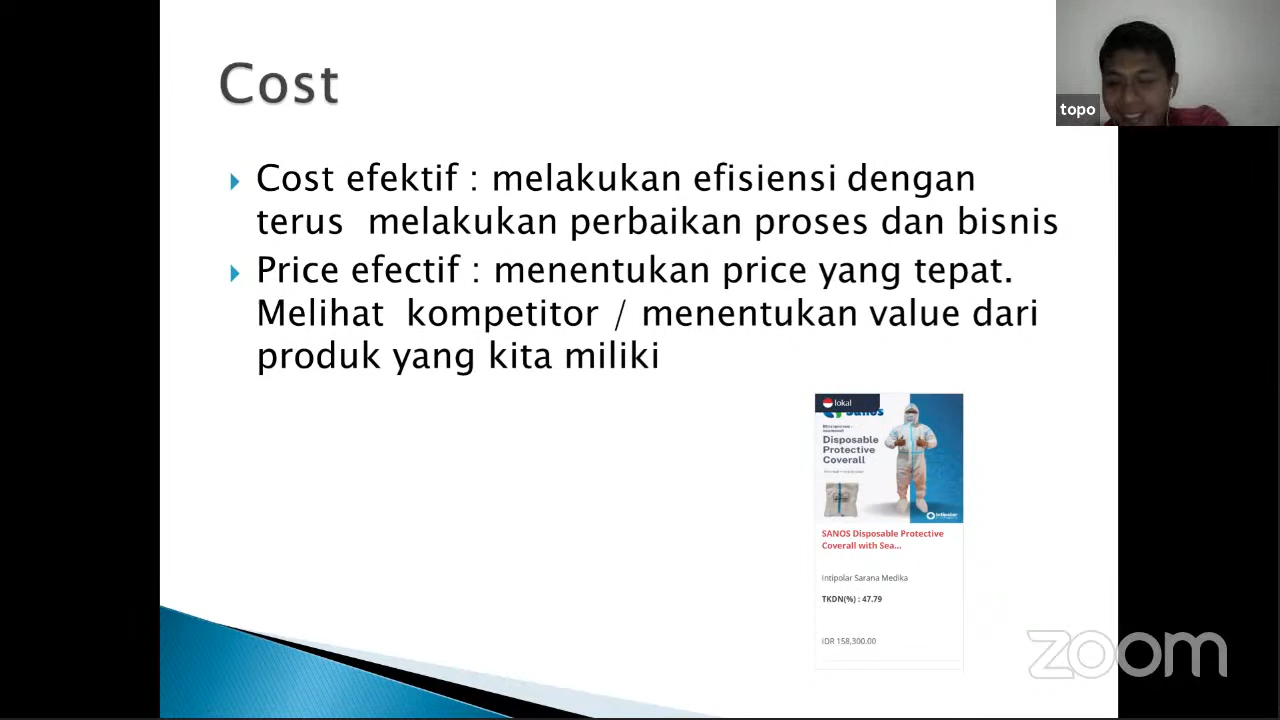 Cost
topo
Cost efektif : melakukan efisiensi dengan
terus melakukan perbaikan proses dan bisnis
Price efectif : menentukan price yang tepat.
Melihat kompetitor / menentukan value dari
produk yang kita miliki
lokal
Sanos
Disposable
Protective
Coverall
intipolar
SANOS Disposable Protective
Coverall with Sea...
Intipolar Sarana Medika
TKDN(%) : 47.79
IDR 158,300.00
zoom